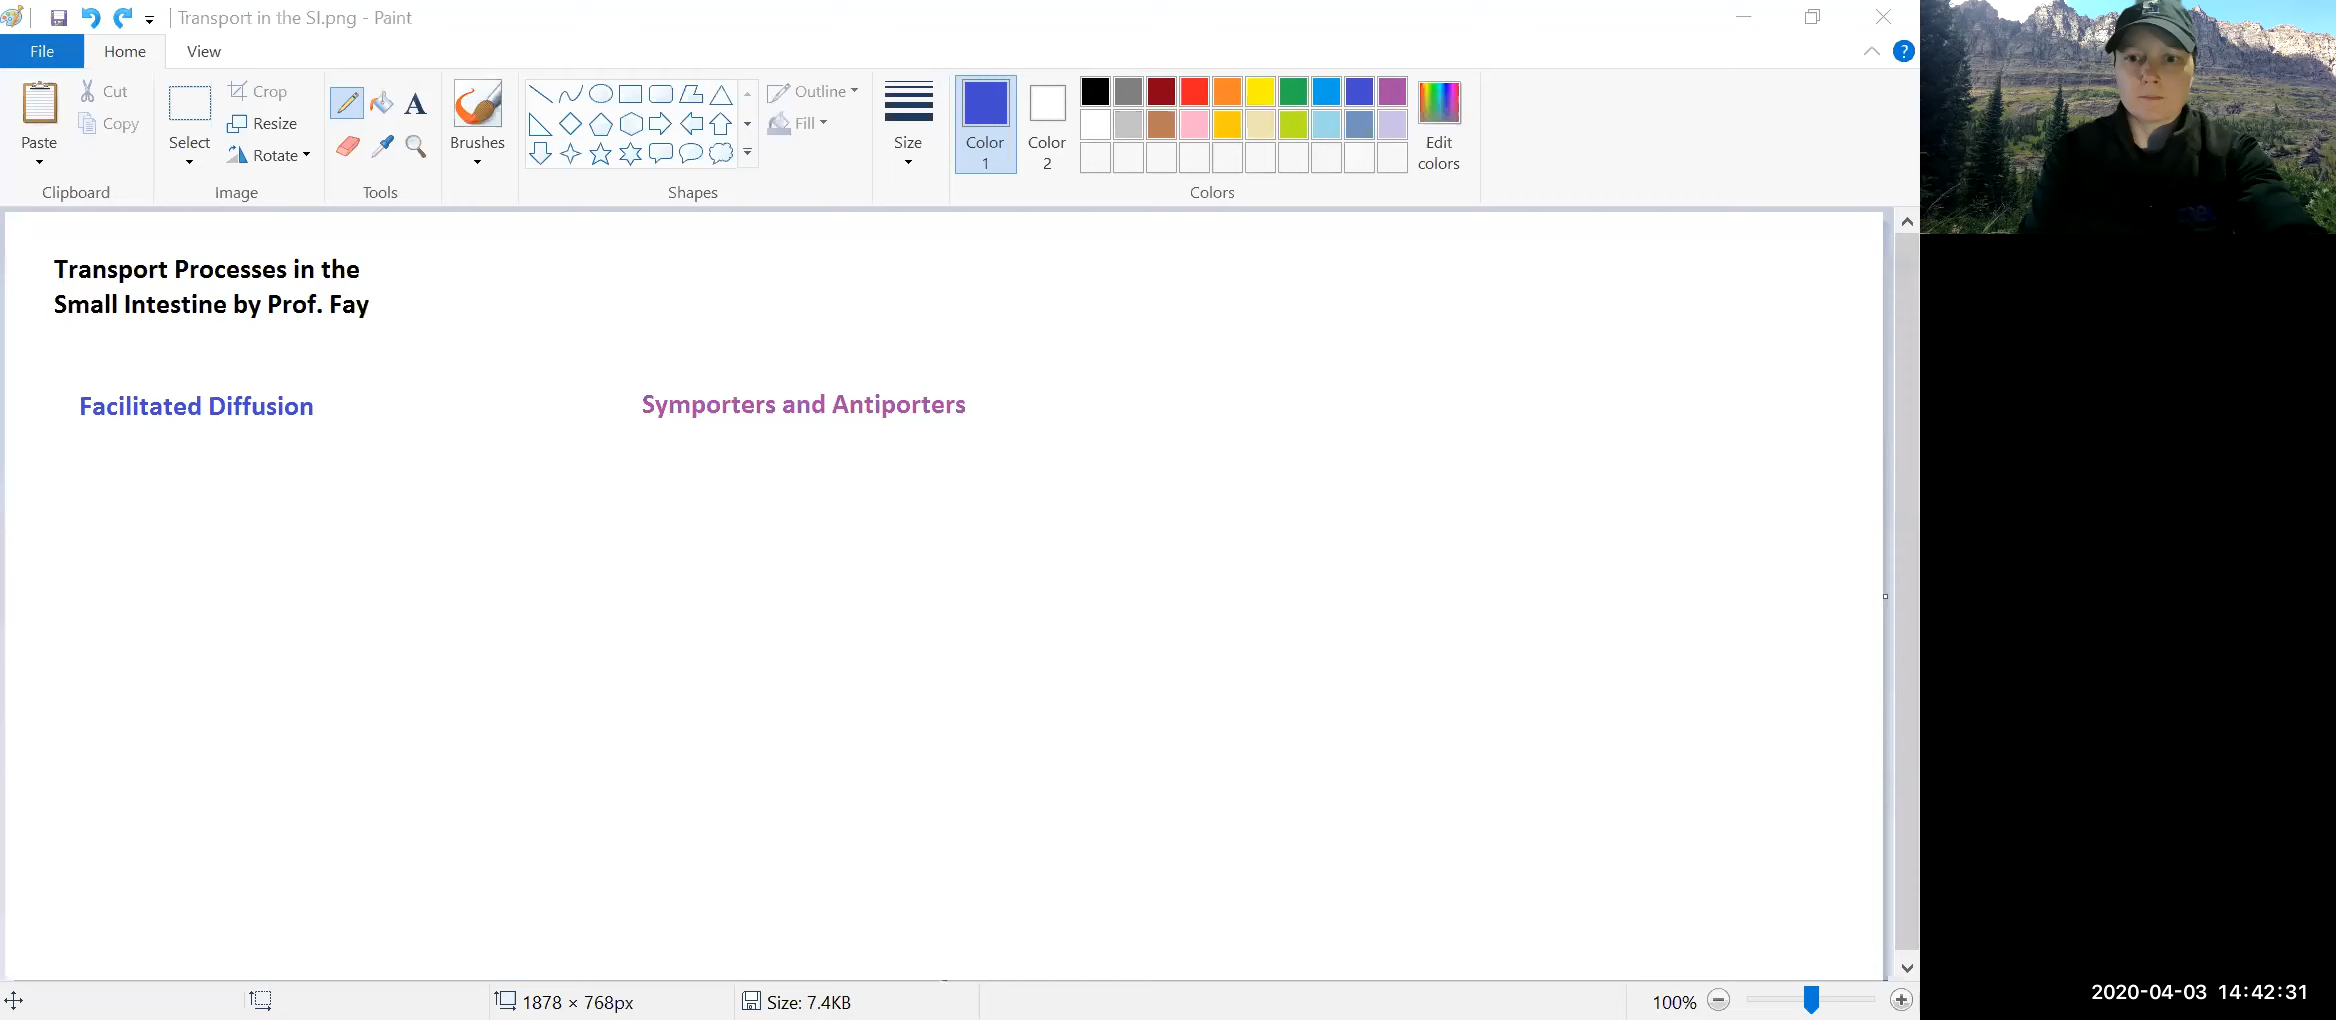 Transport in the SI.png - Paint
File
Home
View
Paste
Cut
Copy
Clipboard
Select
Crop
Resize
Rotate
Image
A
Tools
Brushes
Outline
Fill
Shapes
Size
Color 1
Color 2
Edit colors
Colors
?
Transport Processes in the
Small Intestine by Prof. Fay
Facilitated Diffusion
Symporters and Antiporters
1878 × 768px
Size: 7.4KB
100%
2020-04-03 14:42:31